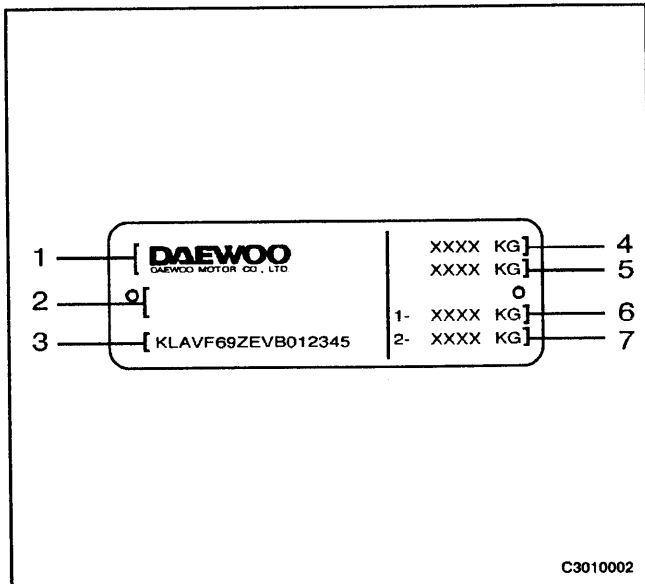 1 DAEWOO XXXX KG 4
DAEWOO MOTOR CO., LTD. XXXX KG 5
2
1- XXXX KG 6
3 KLAVF69ZEVB012345 2- XXXX KG 7
C3010002